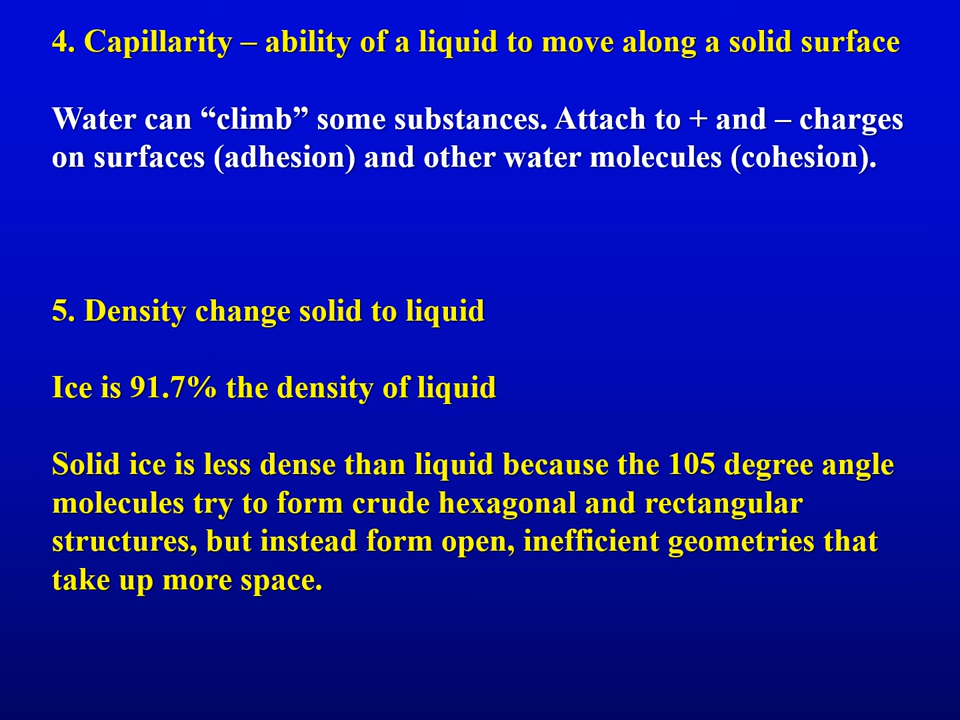 4. Capillarity – ability of a liquid to move along a solid surface
Water can “climb” some substances. Attach to + and – charges
on surfaces (adhesion) and other water molecules (cohesion).
5. Density change solid to liquid
Ice is 91.7% the density of liquid
Solid ice is less dense than liquid because the 105 degree angle
molecules try to form crude hexagonal and rectangular
structures, but instead form open, inefficient geometries that
take up more space.